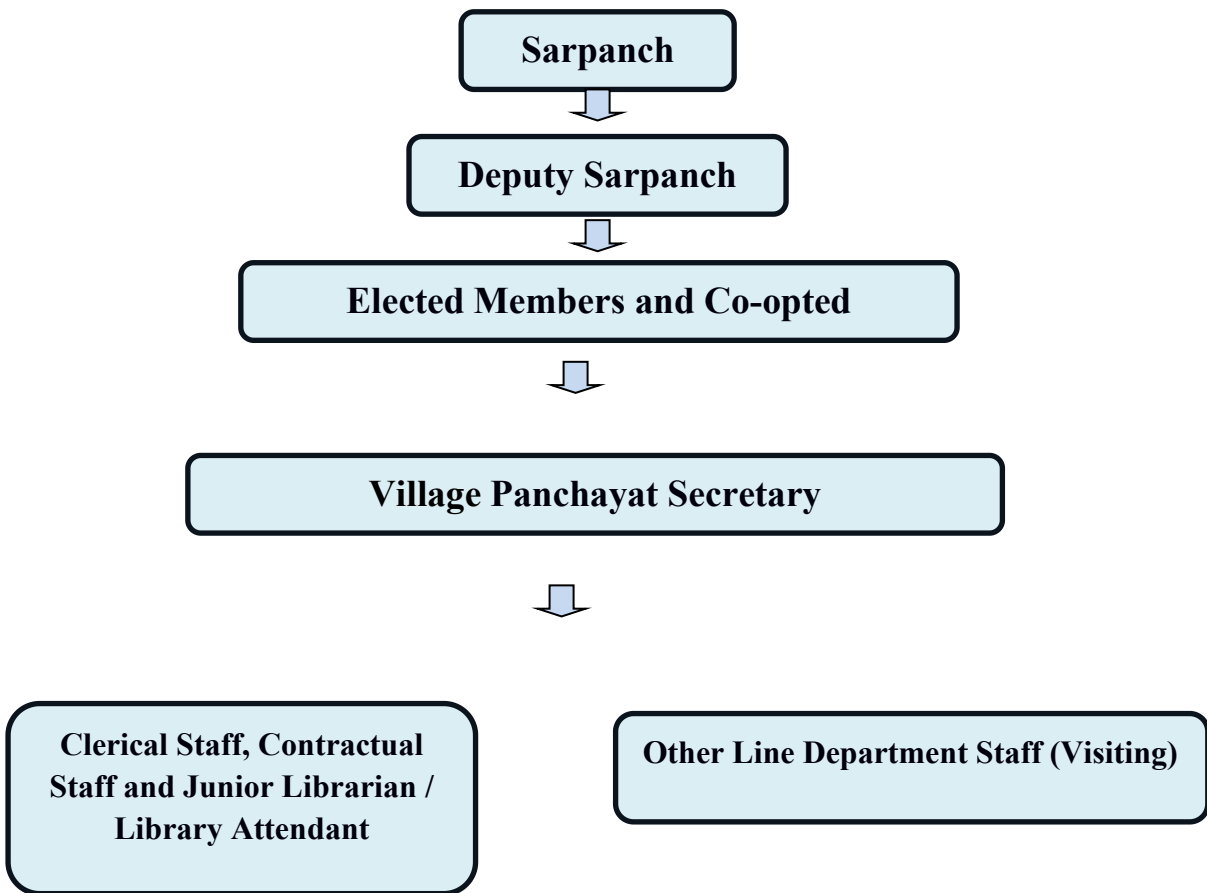 Sarpanch
Deputy Sarpanch
Elected Members and Co-opted
Village Panchayat Secretary
Clerical Staff, Contractual
Staff and Junior Librarian /
Library Attendant
Other Line Department Staff (Visiting)